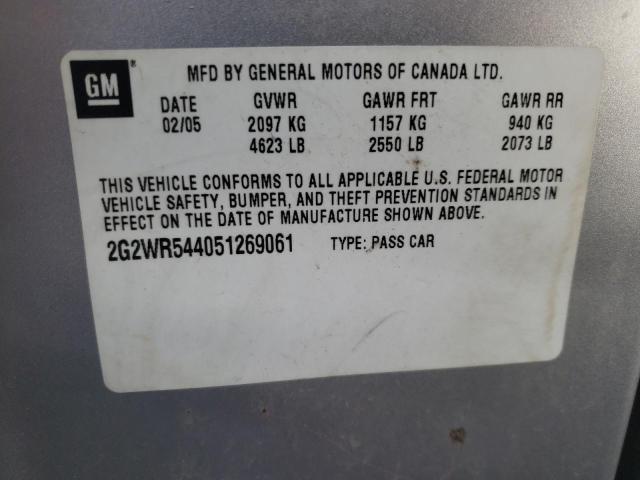 GM ®
MFD BY GENERAL MOTORS OF CANADA LTD.
DATE GVWR GAWR FRT GAWR RR
02/05 2097 KG 1157 KG 940 KG
4623 LB 2550 LB 2073 LB
THIS VEHICLE CONFORMS TO ALL APPLICABLE U.S. FEDERAL MOTOR
VEHICLE SAFETY, BUMPER, AND THEFT PREVENTION STANDARDS IN
EFFECT ON THE DATE OF MANUFACTURE SHOWN ABOVE.
2G2WR544051269061 TYPE: PASS CAR